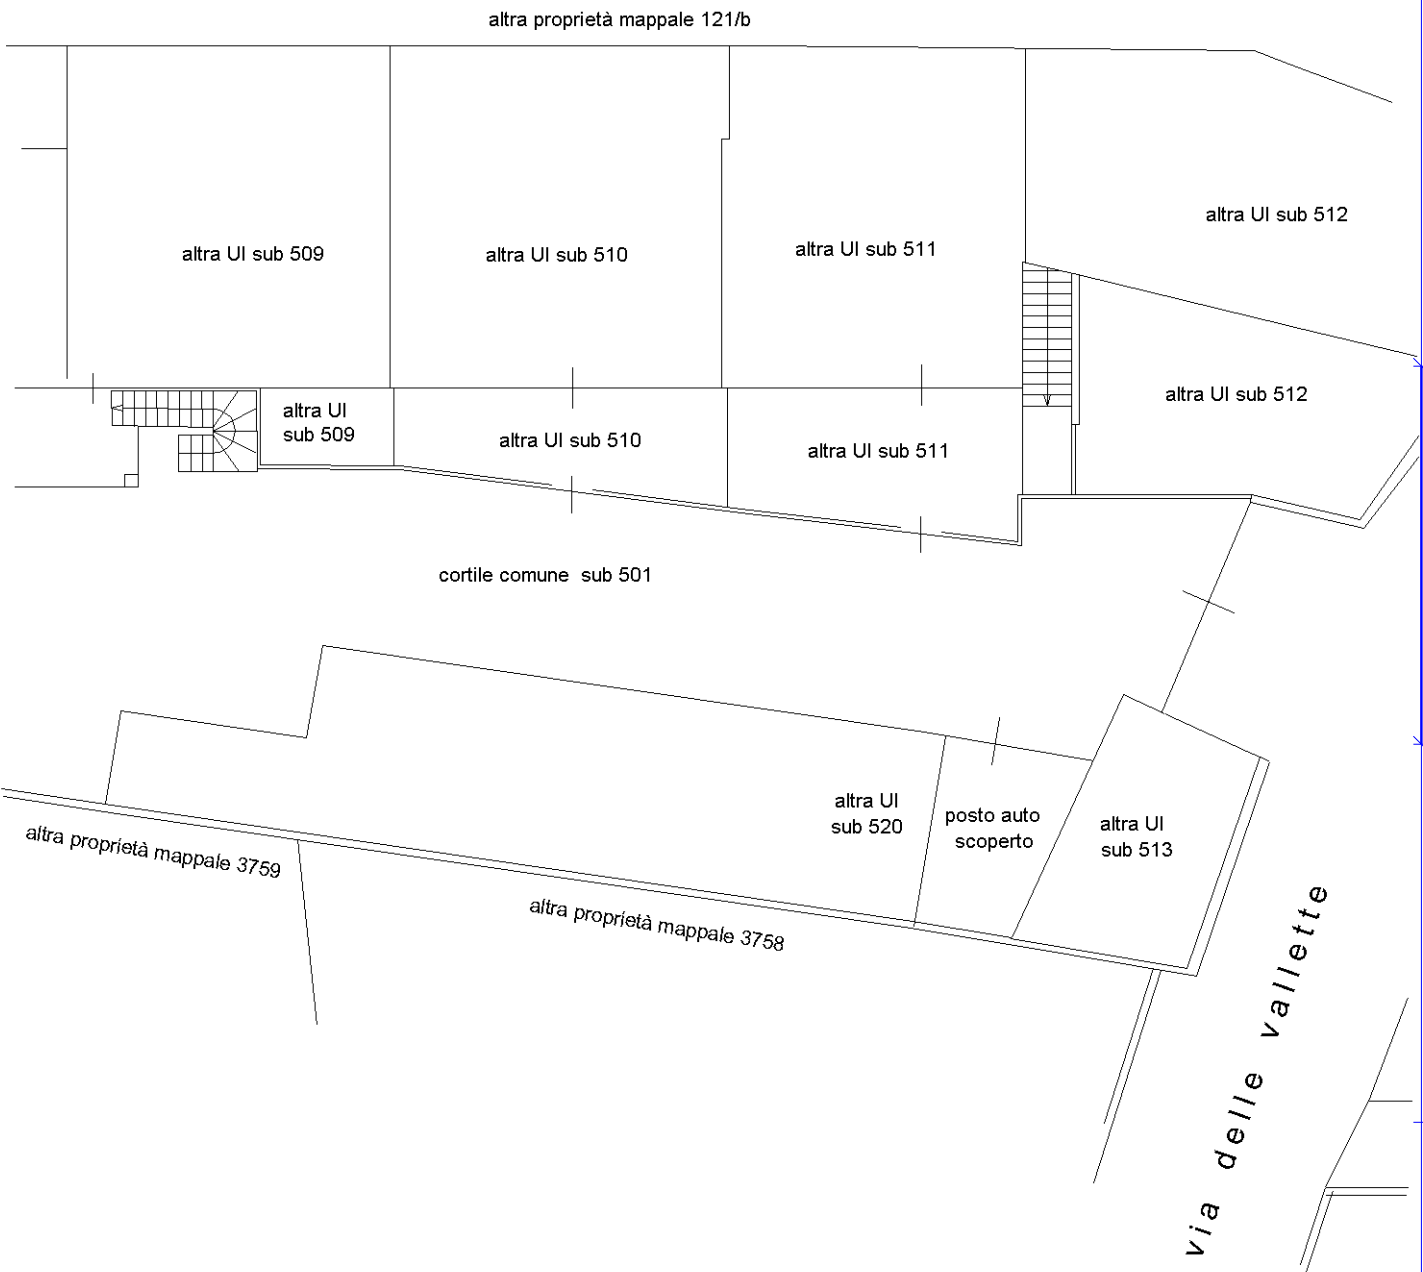 altra proprietà mappale 121/b
altra UI sub 512
altra UI sub 509
altra UI sub 510
altra UI sub 511
altra UI sub 512
altra UI
sub 509
altra UI sub 510
altra UI sub 511
cortile comune  sub 501
altra UI
sub 520
posto auto
scoperto
altra UI
sub 513
altra proprietà mappale 3759
altra proprietà mappale 3758
via delle vallette